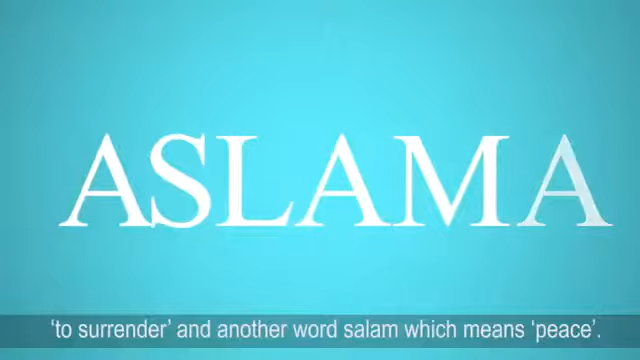 ASLAMA
‘to surrender’ and another word salam which means ‘peace’.